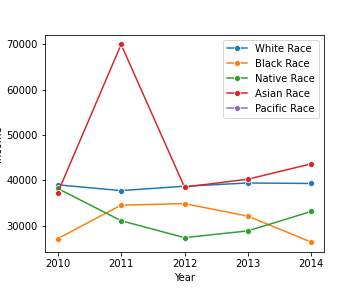 70000
60000
50000
40000
30000
2010
2011
2012
2013
2014
Year
White Race
Black Race
Native Race
Asian Race
Pacific Race